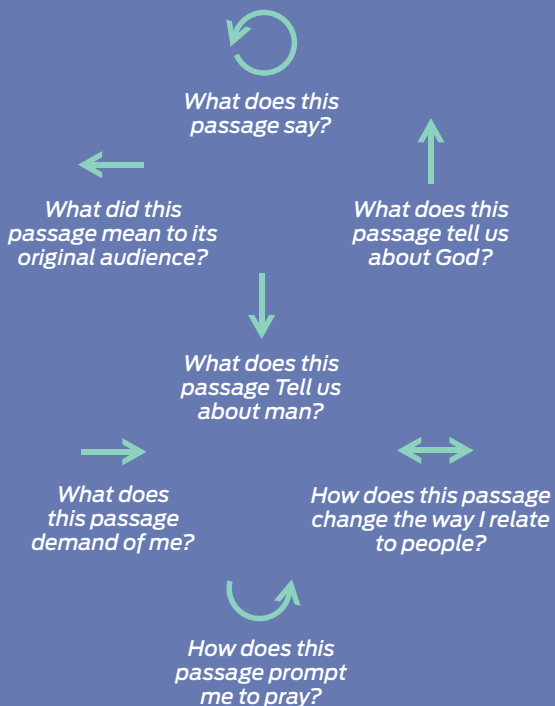 What does this
passage say?
What did this
passage mean to its
original audience?
What does this
passage tell us
about God?
What does this
passage Tell us
about man?
What does
this passage
demand of me?
How does this passage
change the way I relate
to people?
How does this
passage prompt
me to pray?